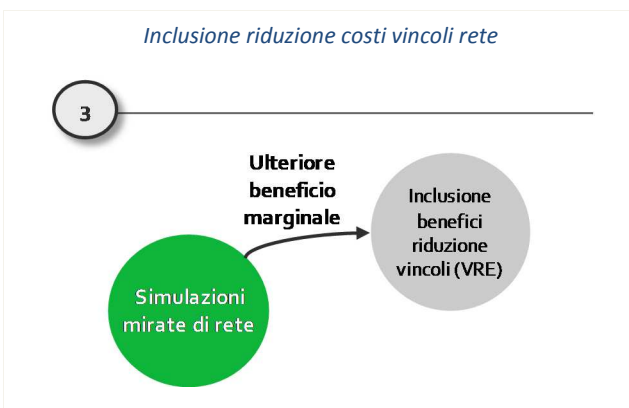 Inclusione riduzione costi vincoli rete
3
Ulteriore
beneficio
marginale
Inclusione
benefici
riduzione
vincoli (VRE)
Simulazioni
mirate di rete